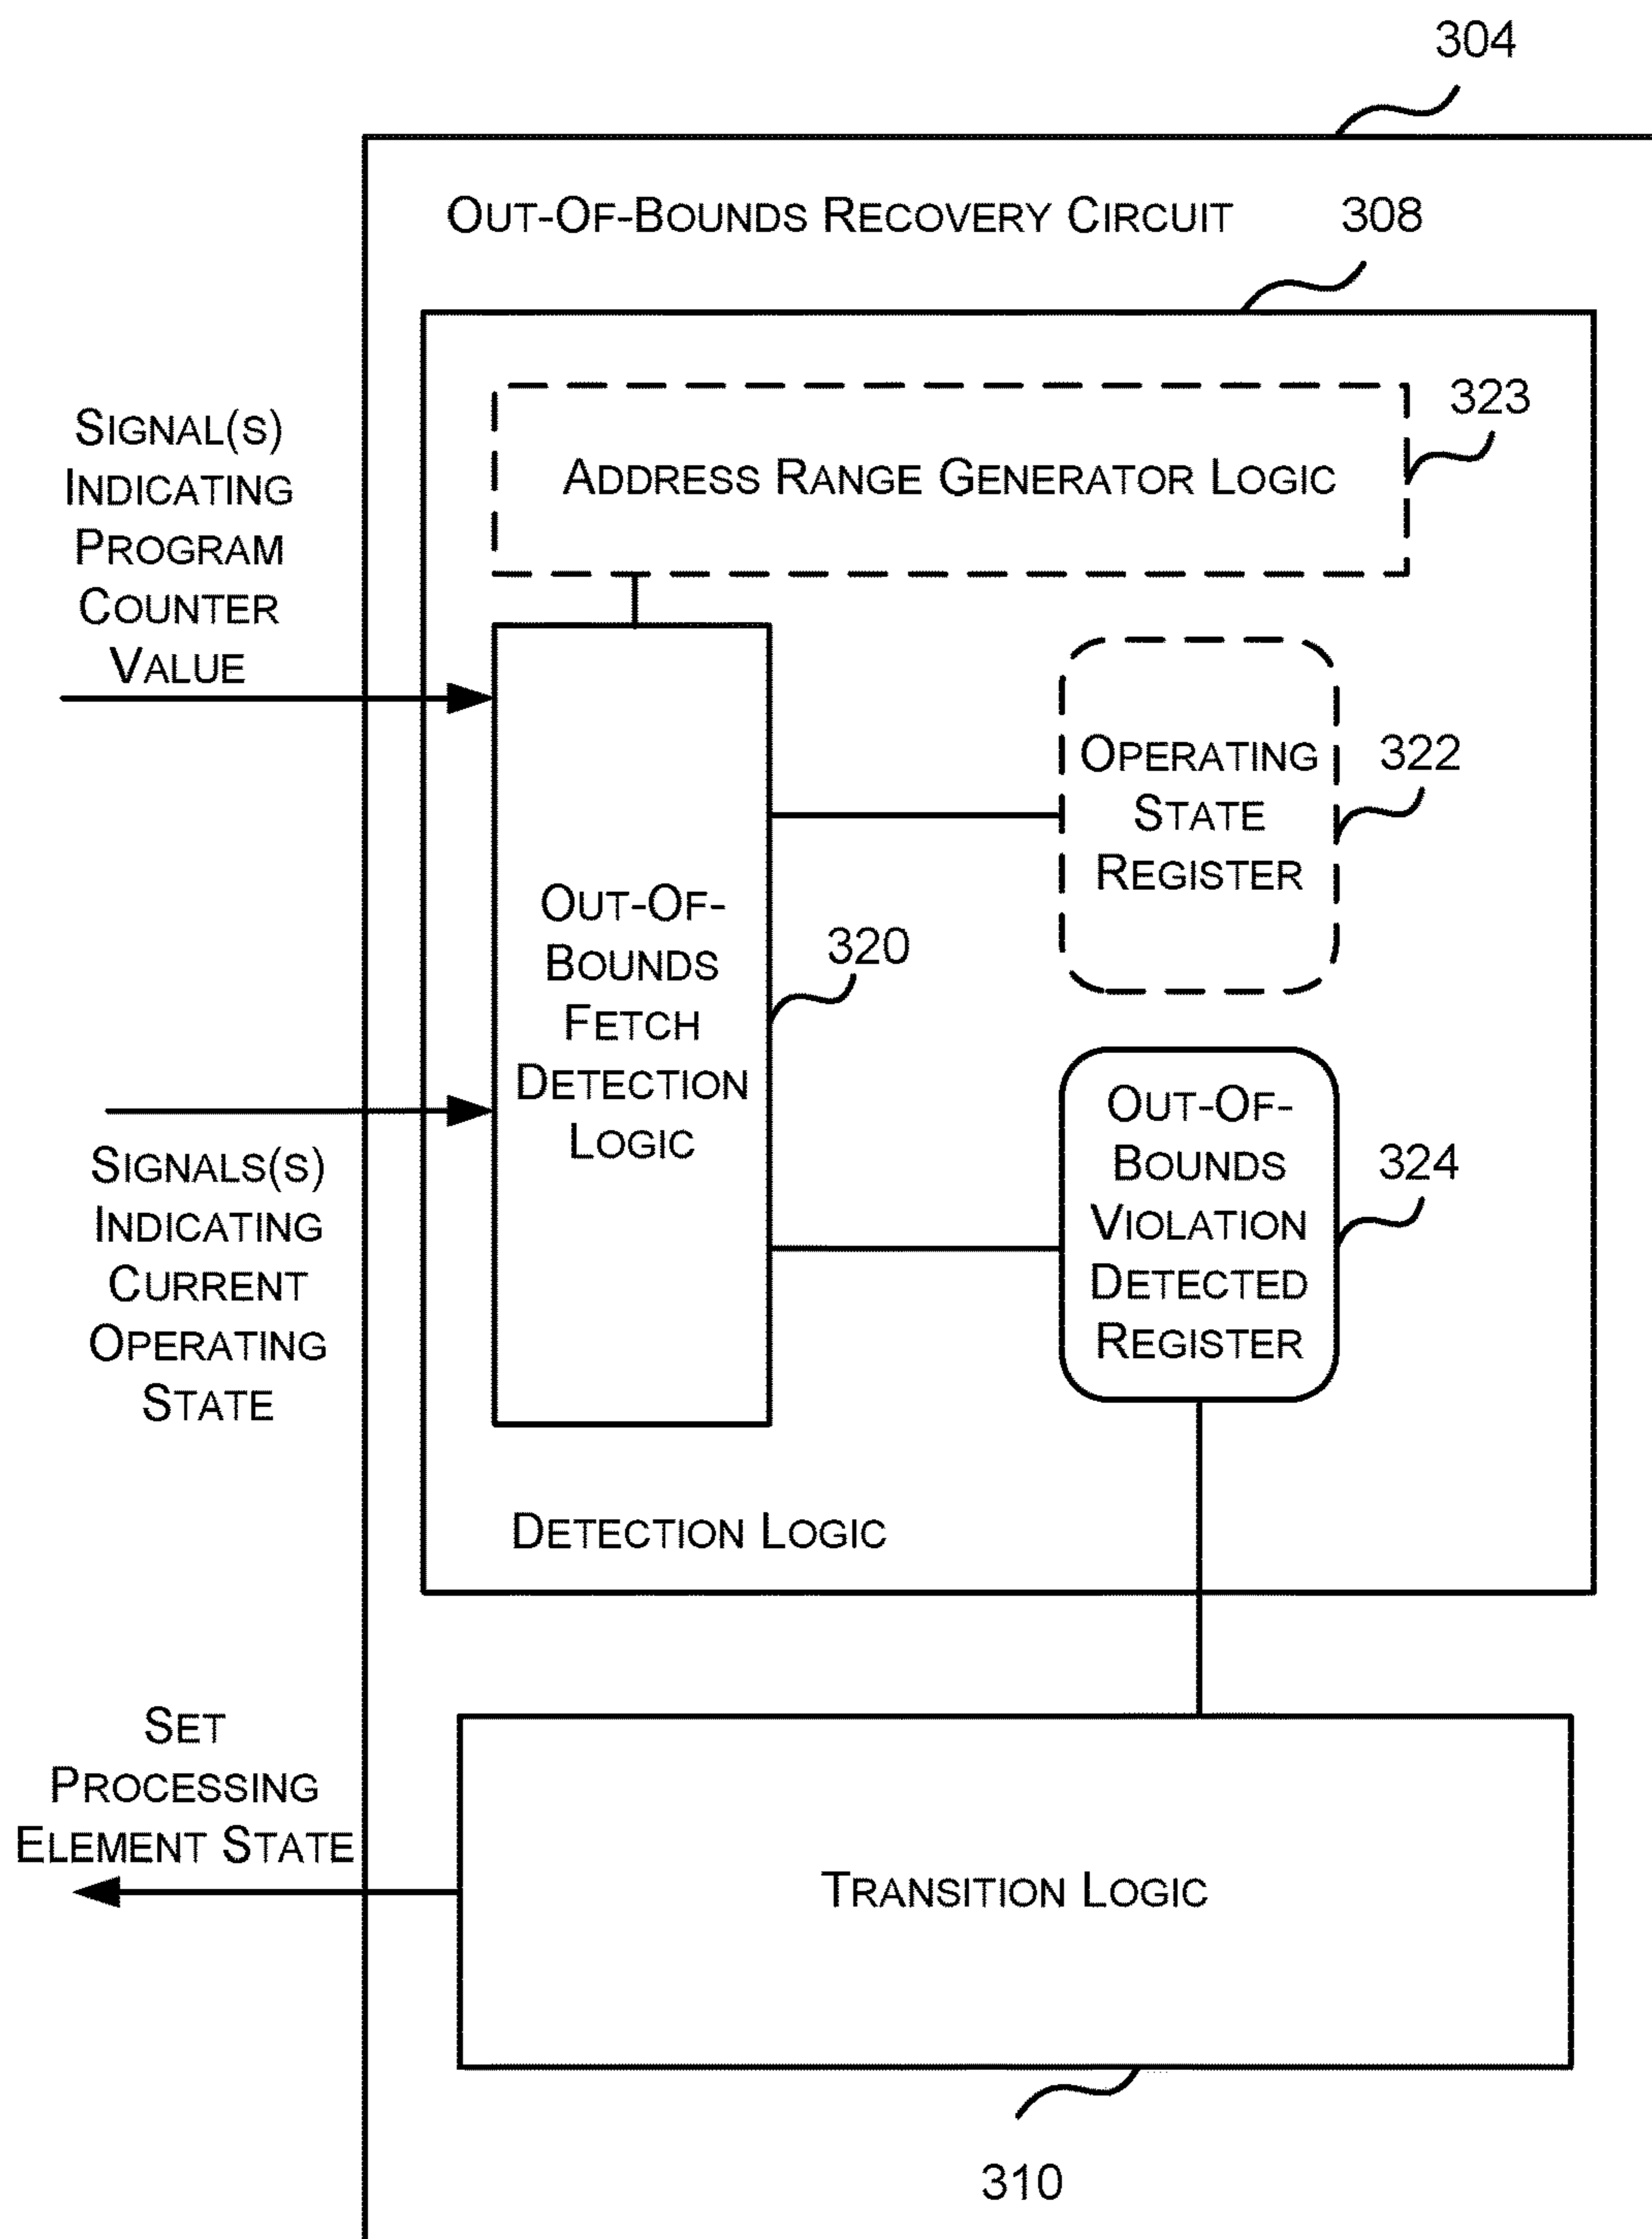 304
OUT-OF-BOUNDS RECOVERY CIRCUIT
308
SIGNAL(S)
INDICATING
PROGRAM
COUNTER
VALUE
323
ADDRESS RANGE GENERATOR LOGIC
OPERATING
STATE
REGISTER
322
OUT-OF-
BOUNDS
FETCH
DETECTION
LOGIC
320
SIGNALS(S)
INDICATING
CURRENT
OPERATING
STATE
OUT-OF-
BOUNDS
VIOLATION
DETECTED
REGISTER
324
DETECTION LOGIC
SET
PROCESSING
ELEMENT STATE
TRANSITION LOGIC
310